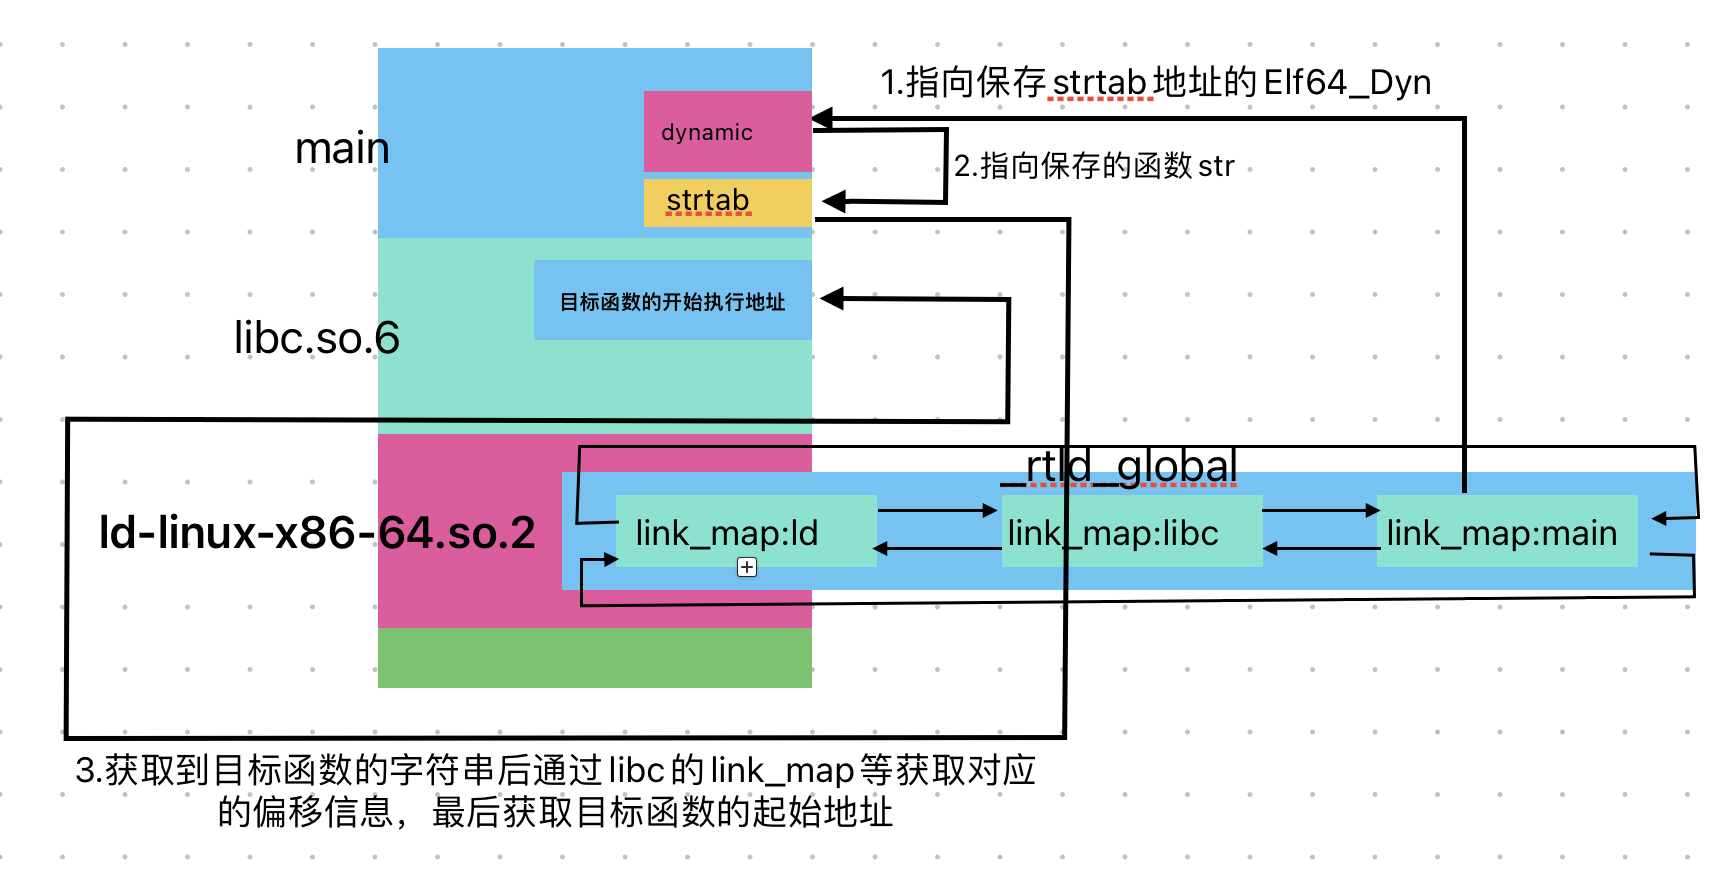 1.指向保存strtab地址的Elf64_Dyn
dynamic
main
2.指向保存的函数str
strtab
目标函数的开始执行地址
libc.so.6
_rtld_global
ld-linux-x86-64.so.2
link_map:ld
link_map:libc
link_map:main
3.获取到目标函数的字符串后通过libc的link_map等获取对应
的偏移信息，最后获取目标函数的起始地址